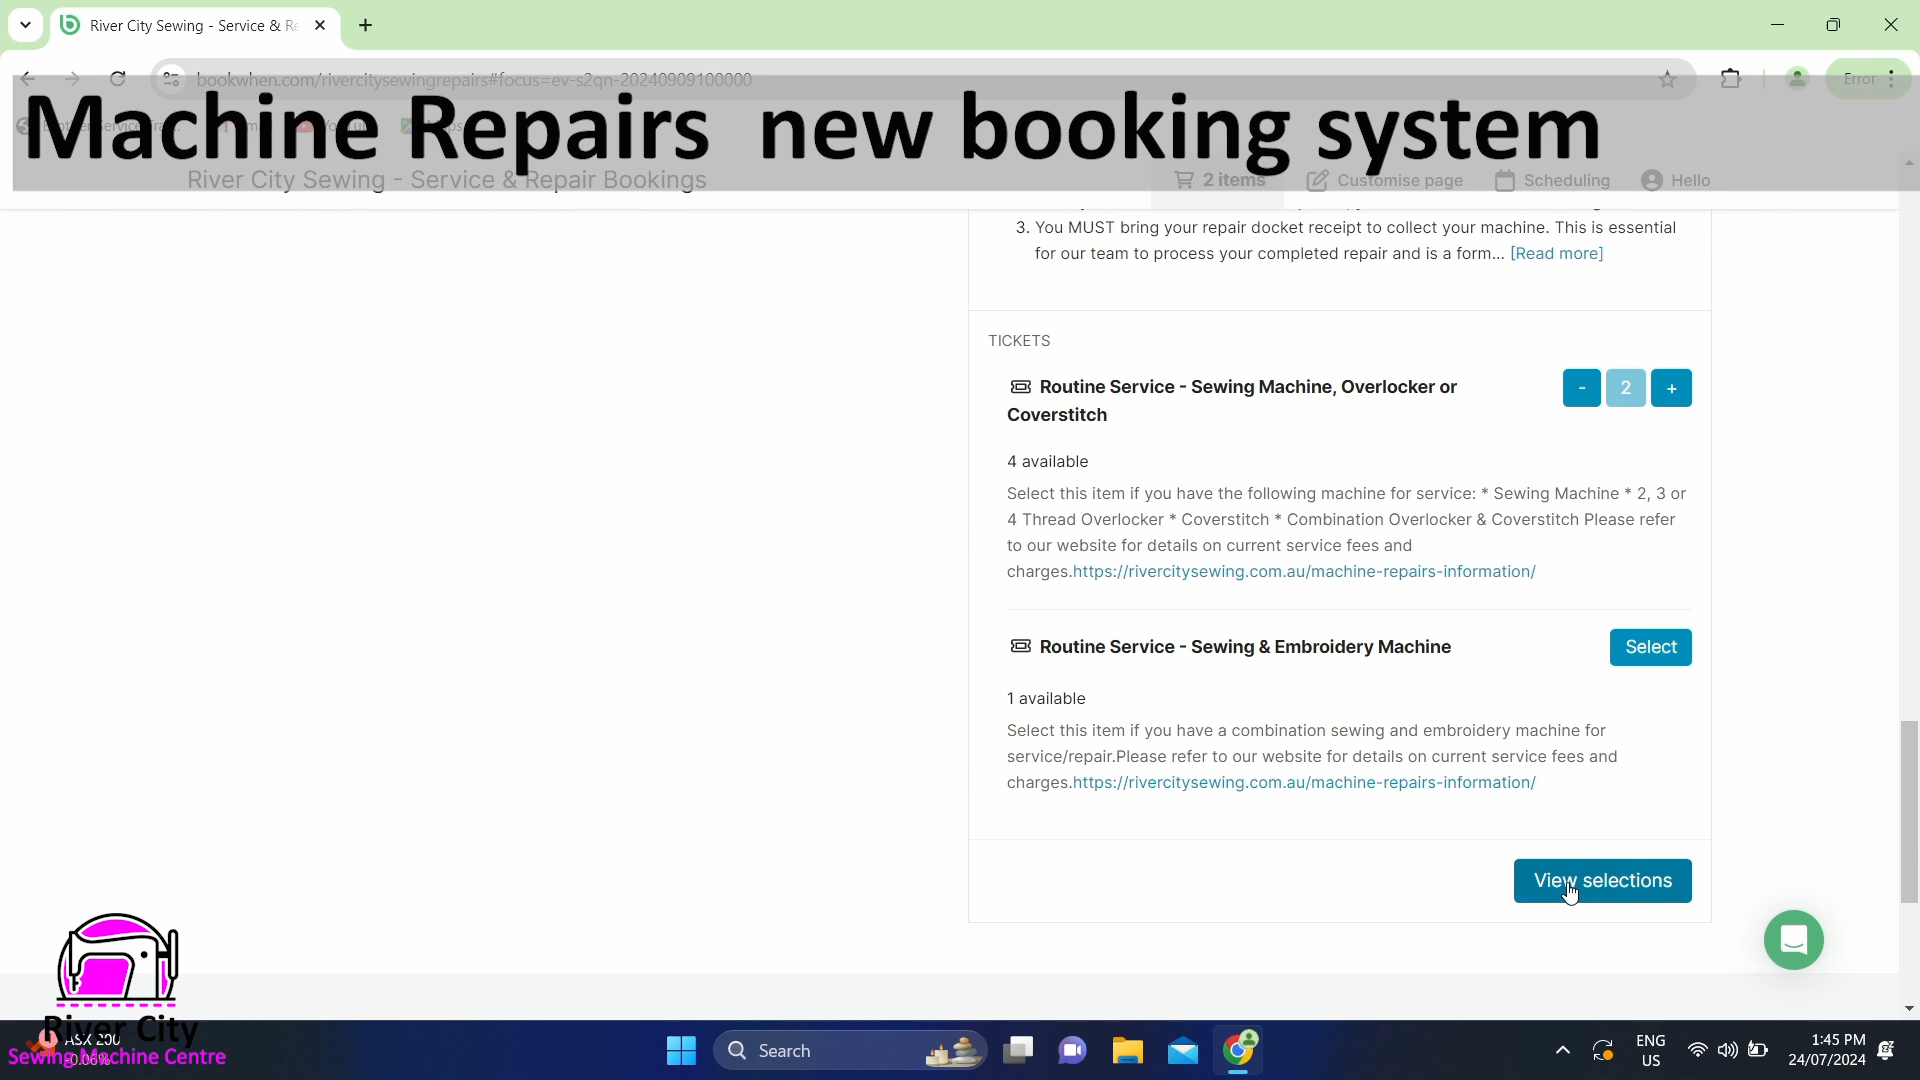 River City Sewing - Service & Re
bookwhen.com/rivercitysewingrepairs#focus=ev-s2qn-20240909100000
Error
Machine Repairs new booking system
River City Sewing - Service & Repair Bookings
2 items
Customise page
Scheduling
Hello
3. You MUST bring your repair docket receipt to collect your machine. This is essential
for our team to process your completed repair and is a form... [Read more]
TICKETS
Routine Service - Sewing Machine, Overlocker or
Coverstitch
- 2 +
4 available
Select this item if you have the following machine for service: * Sewing Machine * 2, 3 or
4 Thread Overlocker * Coverstitch * Combination Overlocker & Coverstitch Please refer
to our website for details on current service fees and
charges.https://rivercitysewing.com.au/machine-repairs-information/
Routine Service - Sewing & Embroidery Machine
Select
1 available
Select this item if you have a combination sewing and embroidery machine for
service/repair.Please refer to our website for details on current service fees and
charges.https://rivercitysewing.com.au/machine-repairs-information/
View selections
River City
Sewing Machine Centre
ASX 200
-0.06%
Search
ENG
US
1:45 PM
24/07/2024